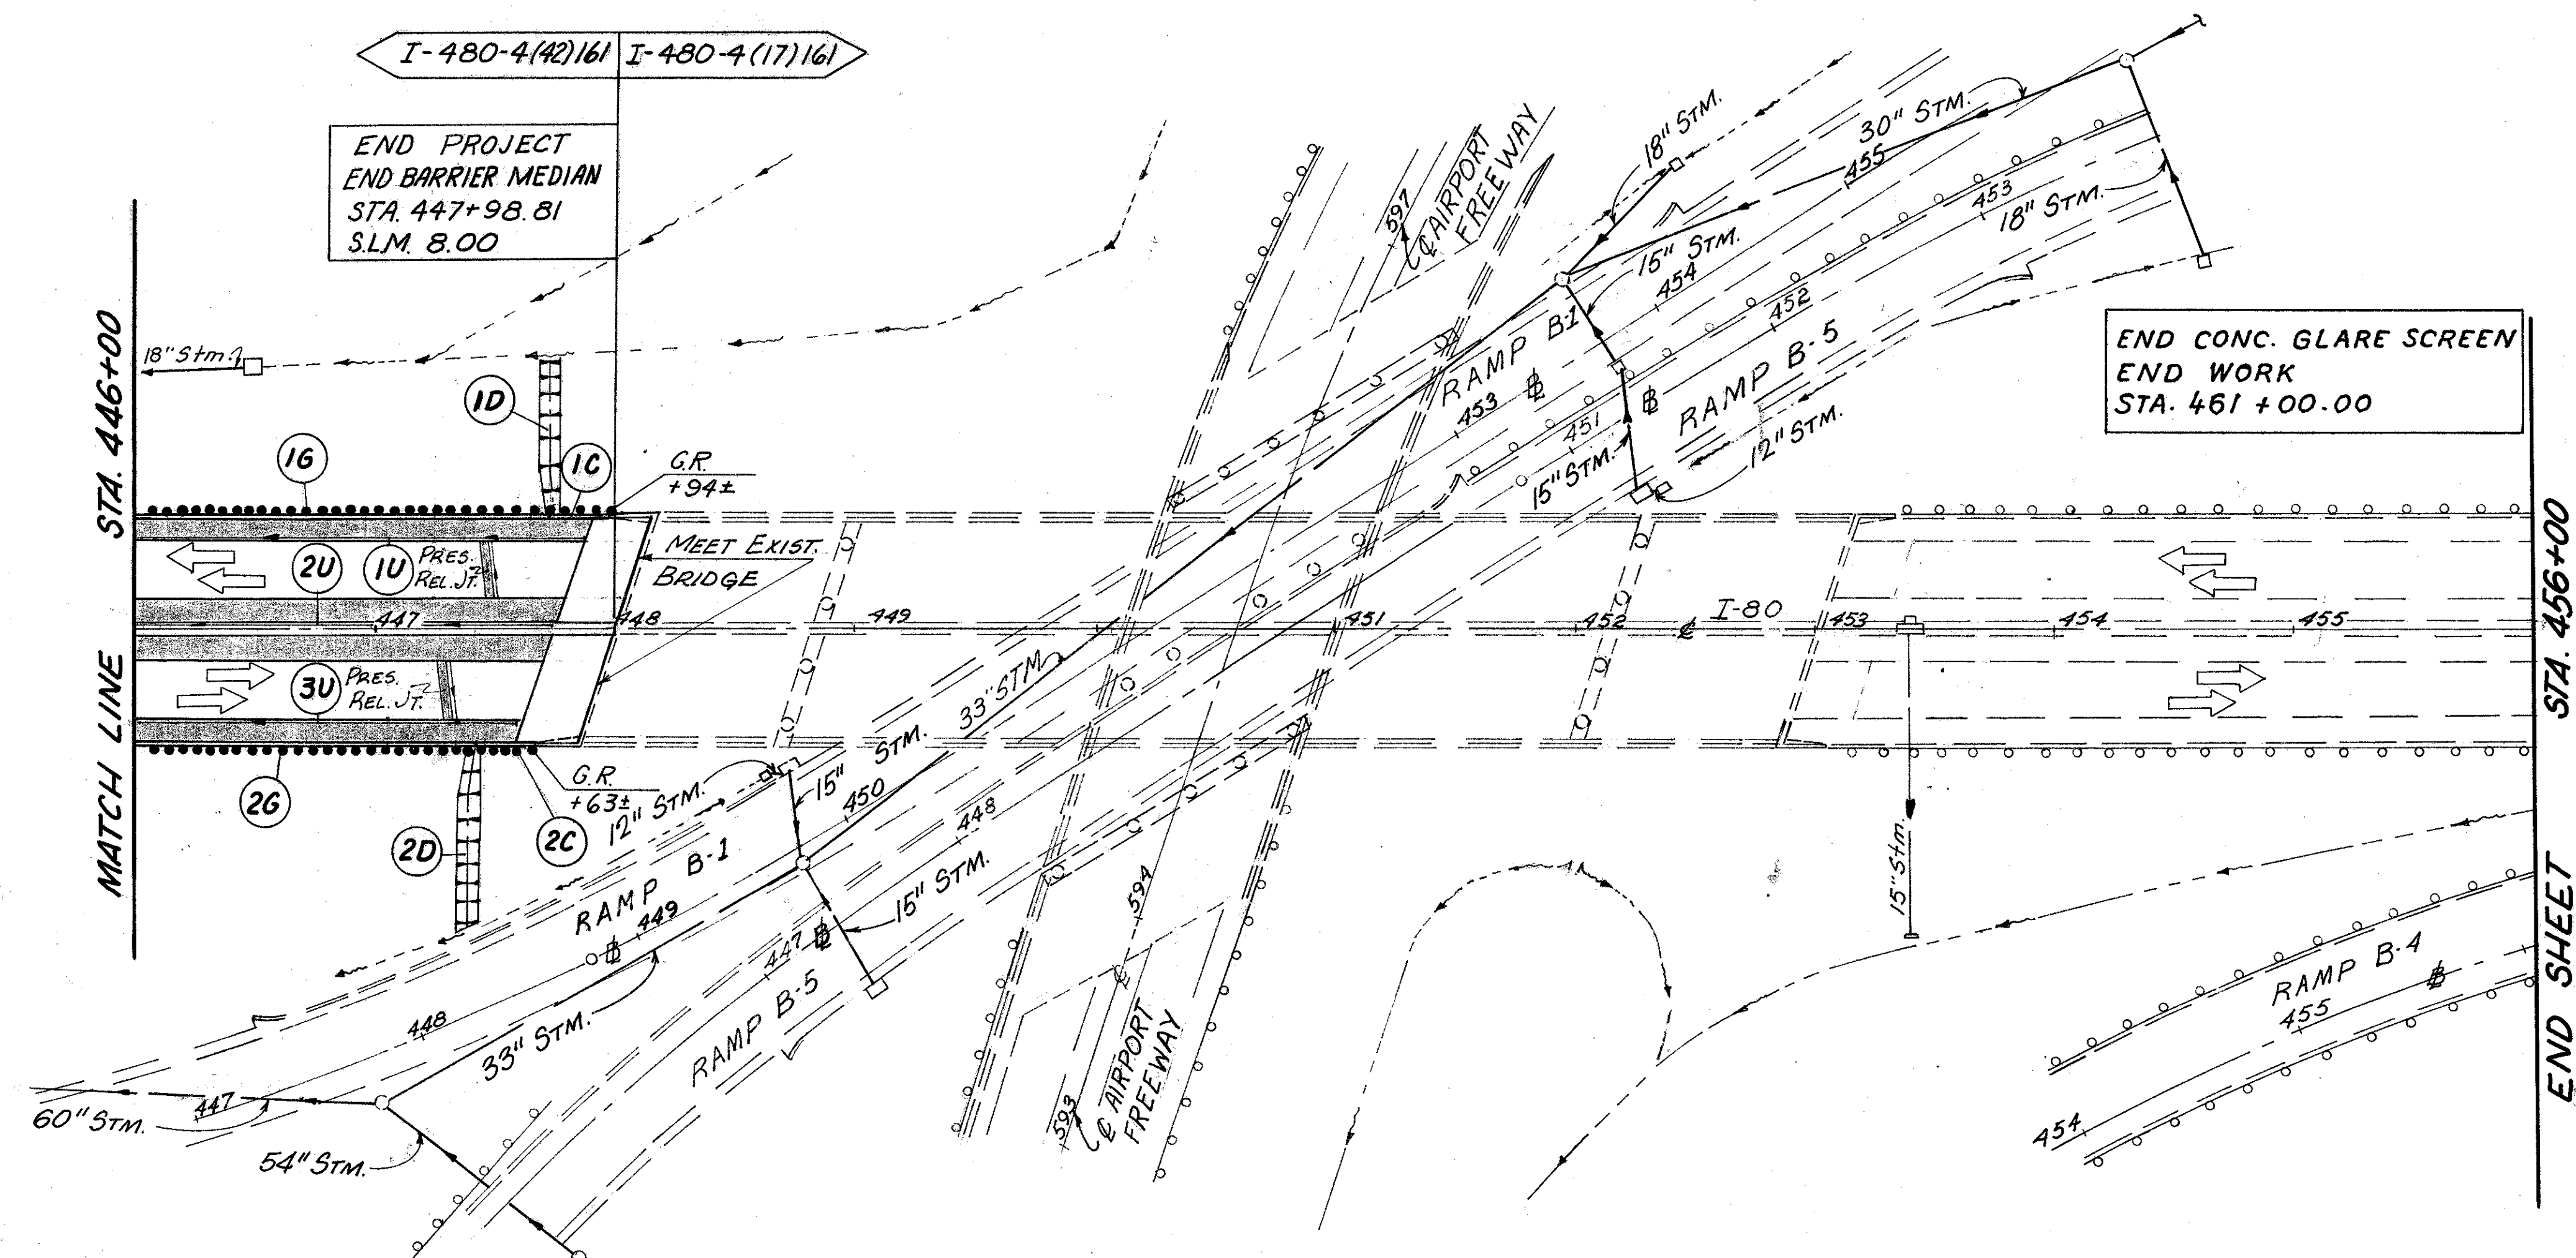 I-480-4(42)161
I-480-4(17)161
END PROJECT
END BARRIER MEDIAN
STA. 447+98.81
S.L.M. 8.00
MATCH LINE STA. 446+00
18" Stm.
1D
1G
1C
G.R.
+94±
2U
1U
PRES.
REL. JT.
MEET EXIST.
BRIDGE
3U
PRES.
REL. JT.
2G
2D
2C
G.R.
+63±
447
448
449
451
452
℄ I-80
453
454
455
597
℄ AIRPORT
FREEWAY
18" STM.
30" STM.
455
15" STM.
454
453
18" STM.
452
RAMP B-1
453
451
RAMP B-5
15" STM.
12" STM.
END CONC. GLARE SCREEN
END WORK
STA. 461+00.00
END SHEET STA. 456+00
33" STM.
15" STM.
12" STM.
450
448
RAMP B-1
449
15" STM.
447
RAMP B-5
594
448
33" STM.
447
60" STM.
54" STM.
593
℄ AIRPORT
FREEWAY
15" Stm.
RAMP B-4
455
454